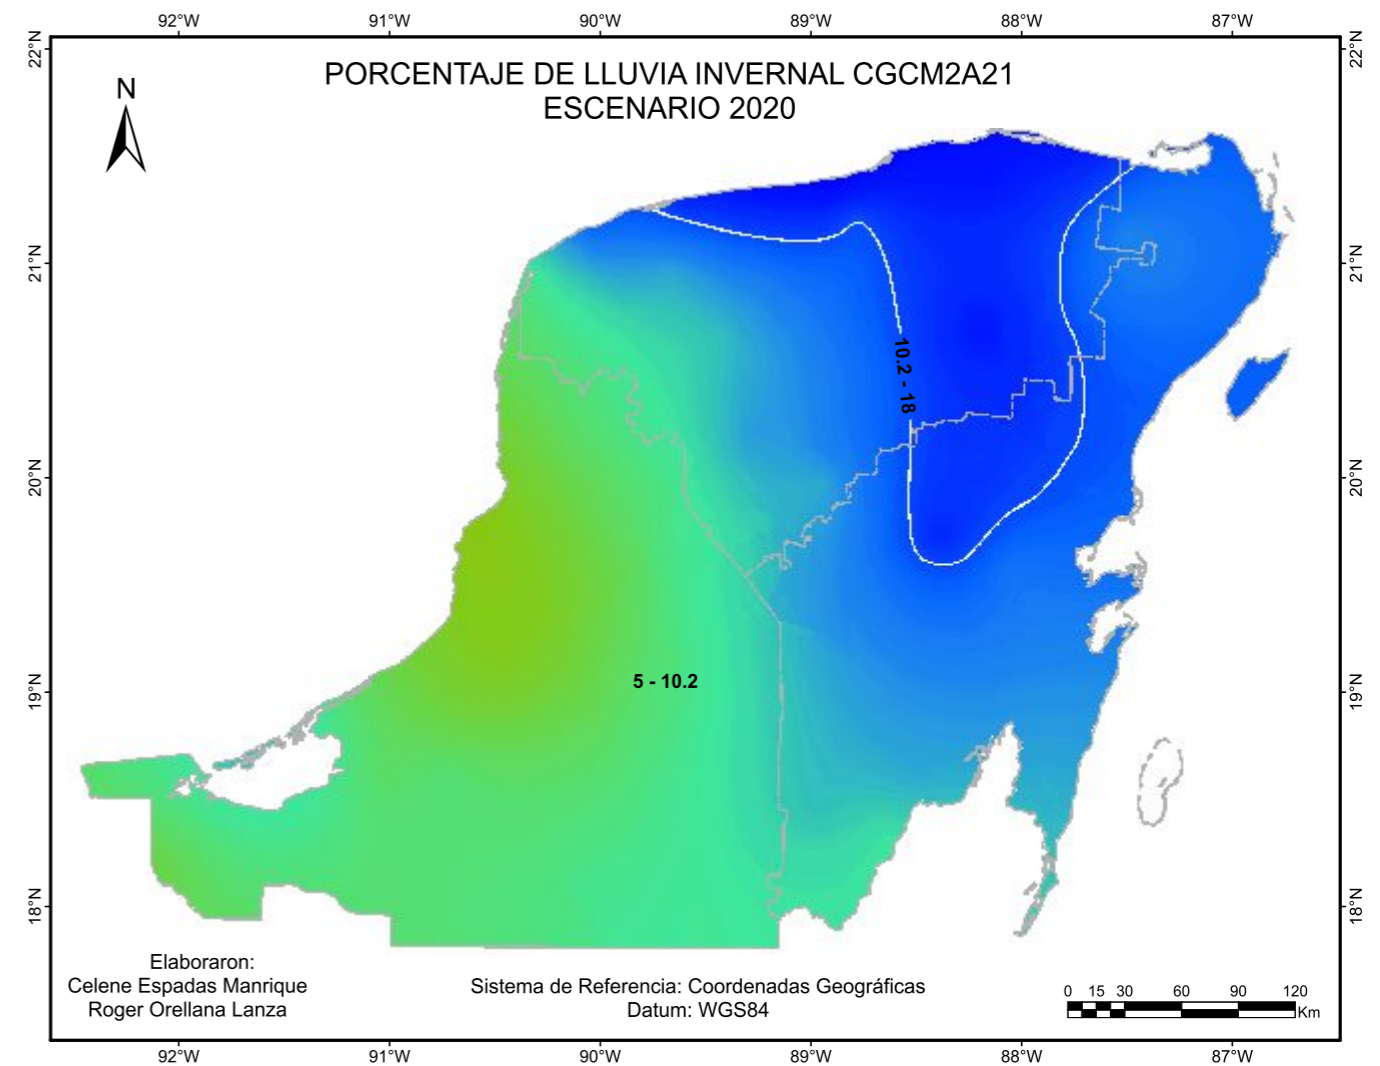 92°W 91°W 90°W 89°W 88°W 87°W
22°N 22°N
PORCENTAJE DE LLUVIA INVERNAL CGCM2A21
ESCENARIO 2020
N
21°N 21°N
10.2 - 18
20°N 20°N
5 - 10.2
19°N 19°N
18°N 18°N
Elaboraron:
Celene Espadas Manrique
Roger Orellana Lanza
Sistema de Referencia: Coordenadas Geográficas
Datum: WGS84
0 15 30 60 90 120
Km
92°W 91°W 90°W 89°W 88°W 87°W